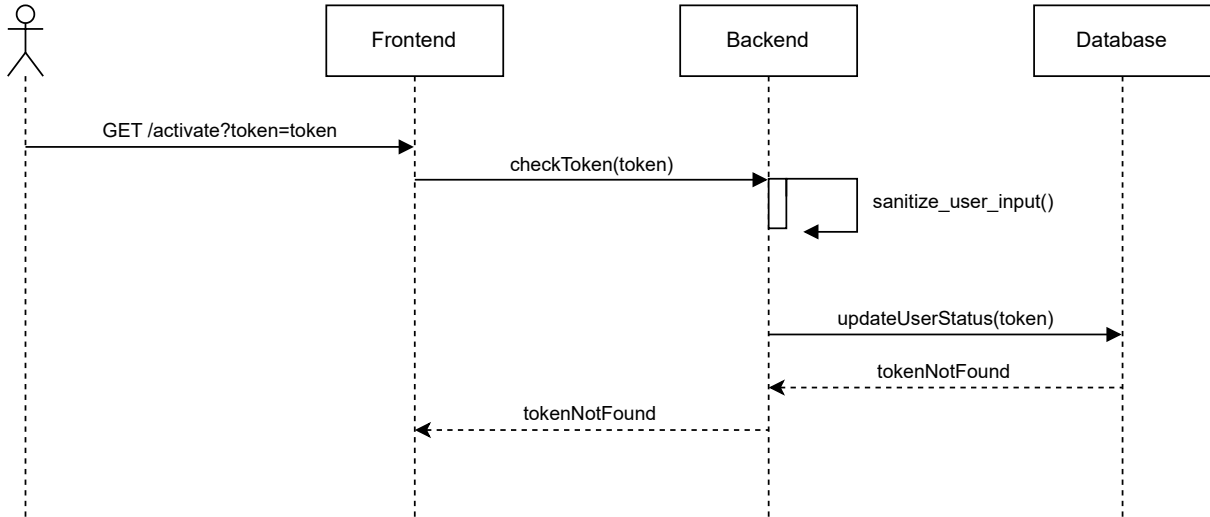 Frontend
Backend
Database
GET /activate?token=token
checkToken(token)
sanitize_user_input()
updateUserStatus(token)
tokenNotFound
tokenNotFound